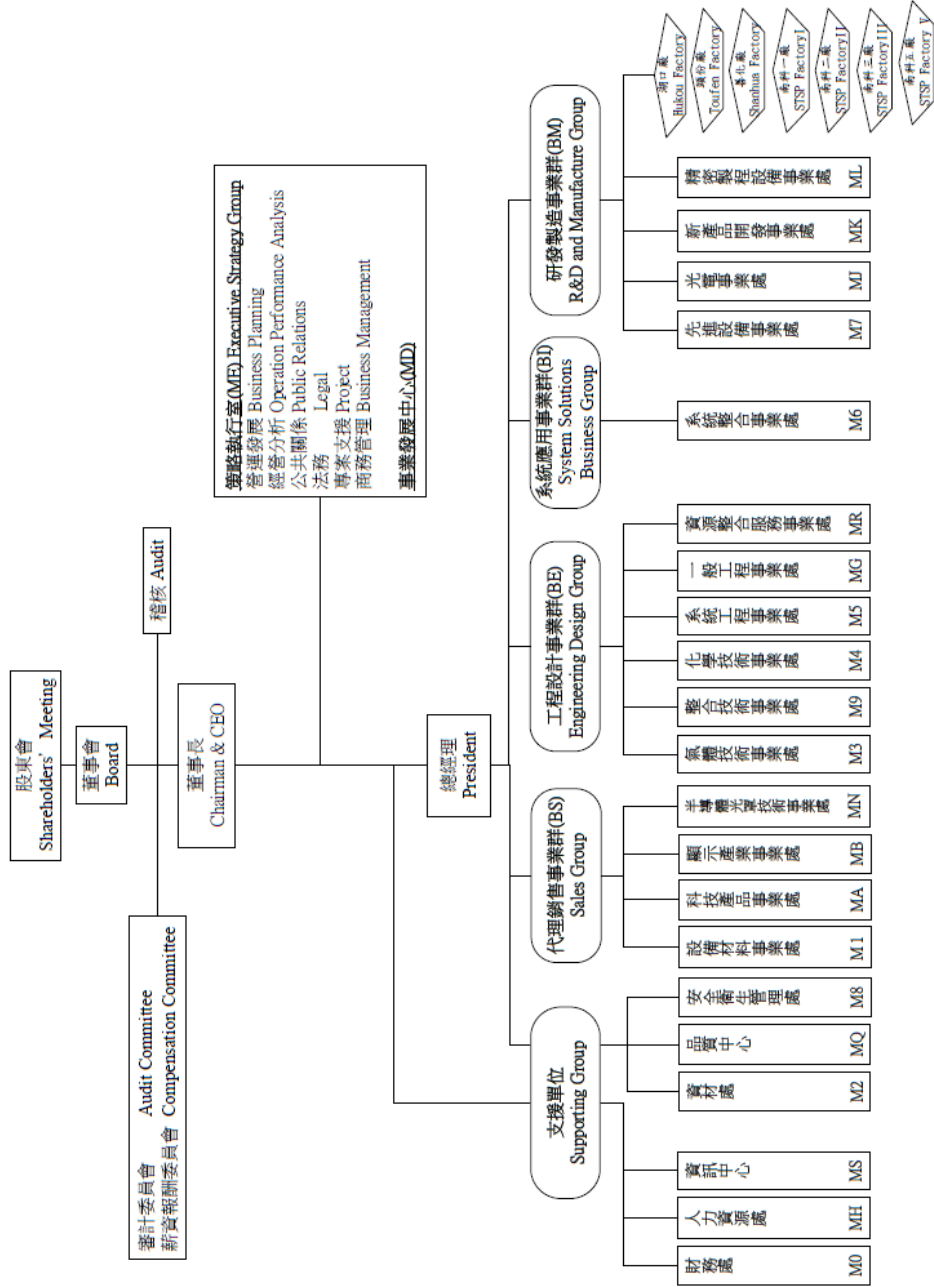 股東會
Shareholders' Meeting
董事會
Board
稽核 Audit
審計委員會 Audit Committee
薪資報酬委員會 Compensation Committee
董事長
Chairman & CEO
策略執行室(ME) Executive Strategy Group
營運發展 Business Planning
經營分析 Operation Performance Analysis
公共關係 Public Relations
法務 Legal
專案支援 Project
商務管理 Business Management
事業發展中心(MD)
總經理
President
支援單位
Supporting Group
代理銷售事業群(BS)
Sales Group
工程設計事業群(BE)
Engineering Design Group
系統應用事業群(BI)
System Solutions
Business Group
研發製造事業群(BM)
R&D and Manufacture Group
財務處
M0
人力資源處
MH
資訊中心
MS
資材處
M2
品質中心
MQ
安全衛生管理處
M8
設備材料事業處
M1
科技產品事業處
MA
顯示產業事業處
MB
半導體光罩技術事業處
MN
氣體技術事業處
M3
整合技術事業處
M9
化學技術事業處
M4
系統工程事業處
M5
一般工程事業處
MG
資源整合服務事業處
MR
系統整合事業處
M6
先進設備事業處
M7
光電事業處
MJ
新產品開發事業處
MK
精密製程設備事業處
ML
湖口廠
Hukou Factory
頭份廠
Toufen Factory
善化廠
Shanhua Factory
南科一廠
STSP FactoryI
南科二廠
STSP FactoryII
南科三廠
STSP FactoryIII
南科五廠
STSP Factory V